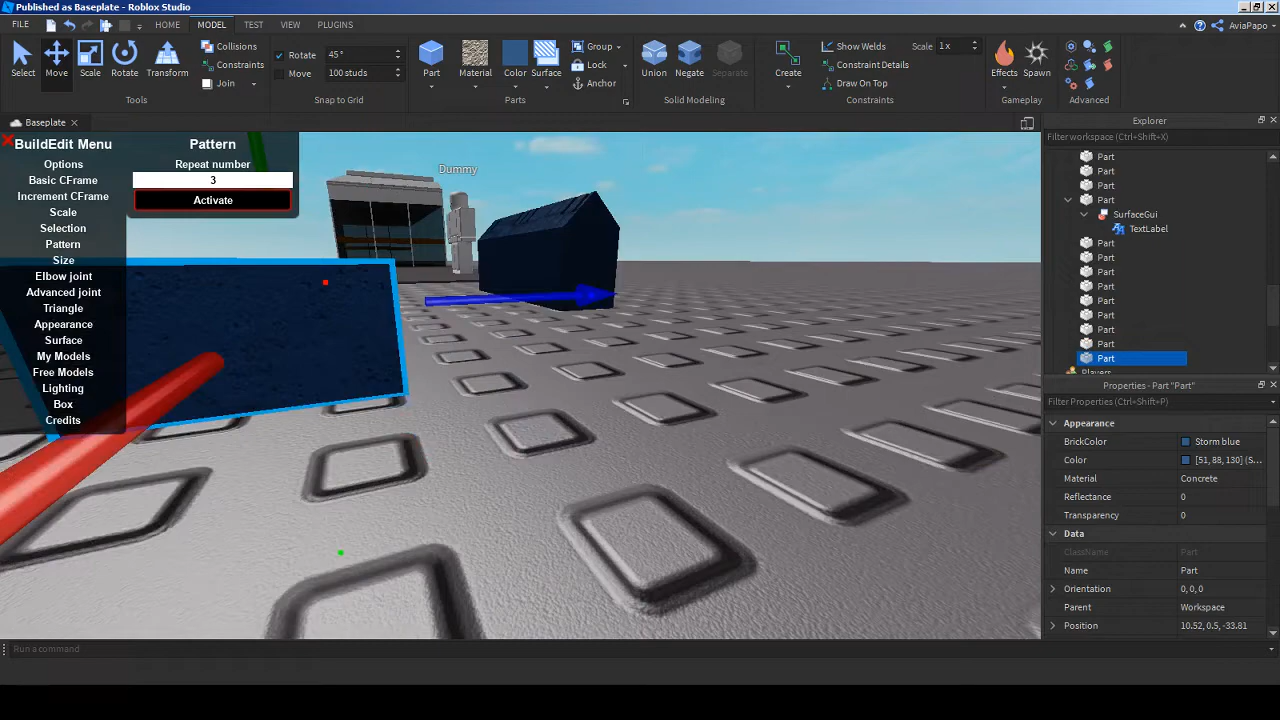 Published as Baseplate - Roblox Studio
FILE HOME MODEL TEST VIEW PLUGINS AviaPapo
Select Move Scale Rotate Transform
Collisions
Constraints
Join
Tools
Rotate 45°
Move 100 studs
Snap to Grid
Part Material Color Surface
Group
Lock
Anchor
Parts
Union Negate Separate
Solid Modeling
Create
Show Welds Scale 1x
Constraint Details
Draw On Top
Constraints
Effects Spawn
Gameplay
Advanced
Baseplate
BuildEdit Menu
Options
Basic CFrame
Increment CFrame
Scale
Selection
Pattern
Size
Elbow joint
Advanced joint
Triangle
Appearance
Surface
My Models
Free Models
Lighting
Box
Credits
Pattern
Repeat number
3
Activate
Dummy
Explorer
Filter workspace (Ctrl+Shift+X)
Part
Part
Part
Part
SurfaceGui
TextLabel
Part
Part
Part
Part
Part
Part
Part
Part
Part
Players
Properties - Part "Part"
Filter Properties (Ctrl+Shift+P)
Appearance
BrickColor Storm blue
Color [51, 88, 130] (S...
Material Concrete
Reflectance 0
Transparency 0
Data
ClassName Part
Name Part
Orientation 0, 0, 0
Parent Workspace
Position 10.52, 0.5, -33.81
Run a command